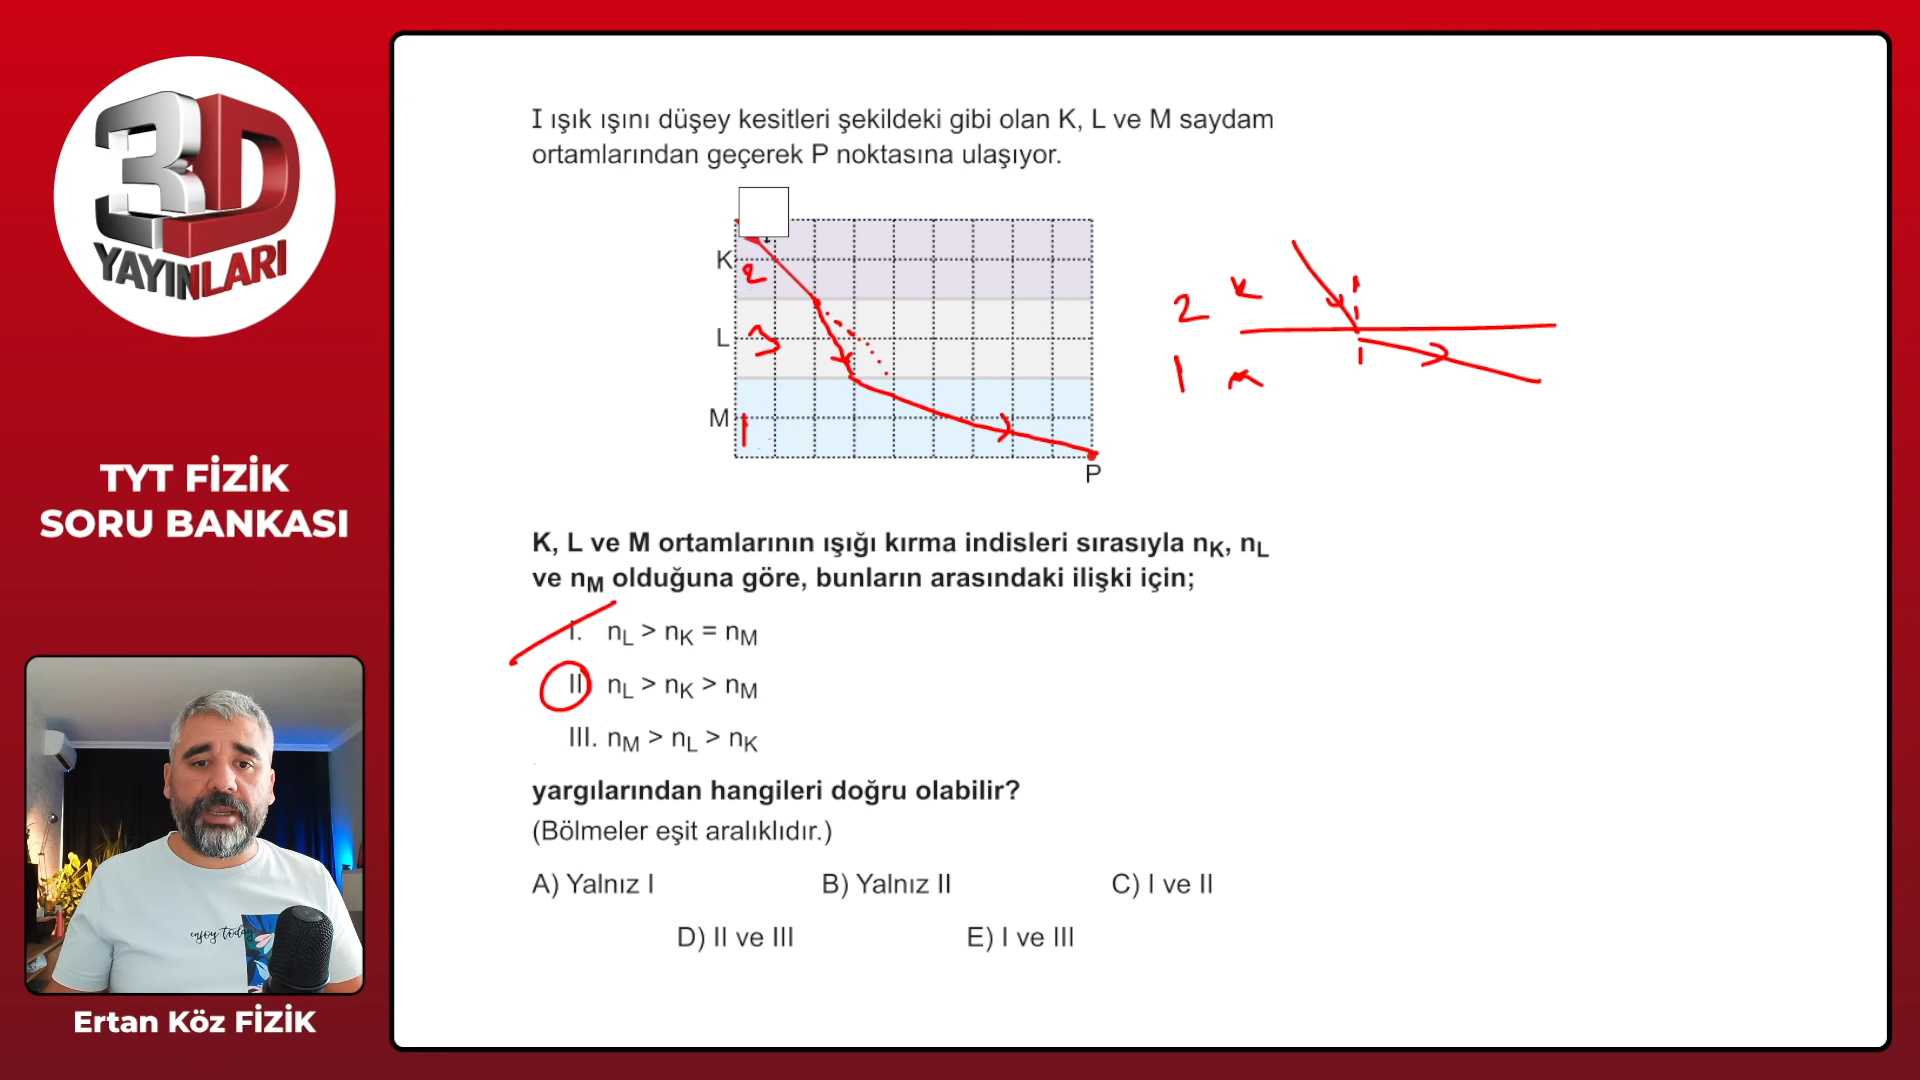 3D
YAYINLARI
TYT FİZİK
SORU BANKASI
enjoy today
Ertan Köz FİZİK
I ışık ışını düşey kesitleri şekildeki gibi olan K, L ve M saydam
ortamlarından geçerek P noktasına ulaşıyor.
K 2
L 3
M 1
P
2 K
1 M
K, L ve M ortamlarının ışığı kırma indisleri sırasıyla nK, nL
ve nM olduğuna göre, bunların arasındaki ilişki için;
I. nL > nK = nM
II. nL > nK > nM
III. nM > nL > nK
yargılarından hangileri doğru olabilir?
(Bölmeler eşit aralıklıdır.)
A) Yalnız I B) Yalnız II C) I ve II
D) II ve III E) I ve III